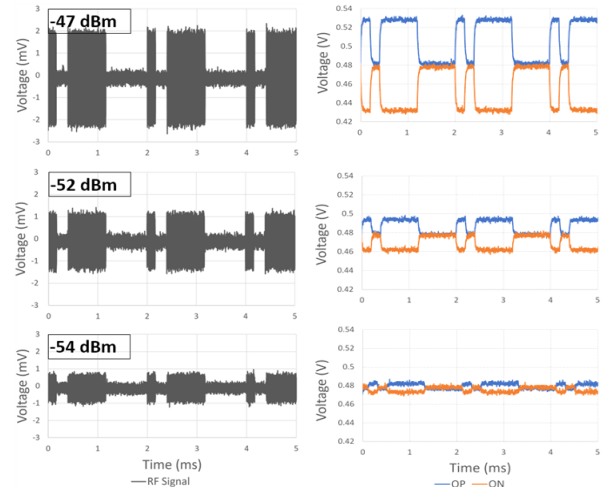 -47 dBm
Voltage (mV)
3
2
1
0
-1
-2
-3
0 1 2 3 4 5
Voltage (V)
0.54
0.52
0.5
0.48
0.46
0.44
0.42
0 1 2 3 4 5
-52 dBm
Voltage (mV)
3
2
1
0
-1
-2
-3
0 1 2 3 4 5
Voltage (V)
0.54
0.52
0.5
0.48
0.46
0.44
0.42
0 1 2 3 4 5
-54 dBm
Voltage (mV)
3
2
1
0
-1
-2
-3
0 1 2 3 4 5
Time (ms)
RF Signal
Voltage (V)
0.54
0.52
0.5
0.48
0.46
0.44
0.42
0 1 2 3 4 5
Time (ms)
OP ON